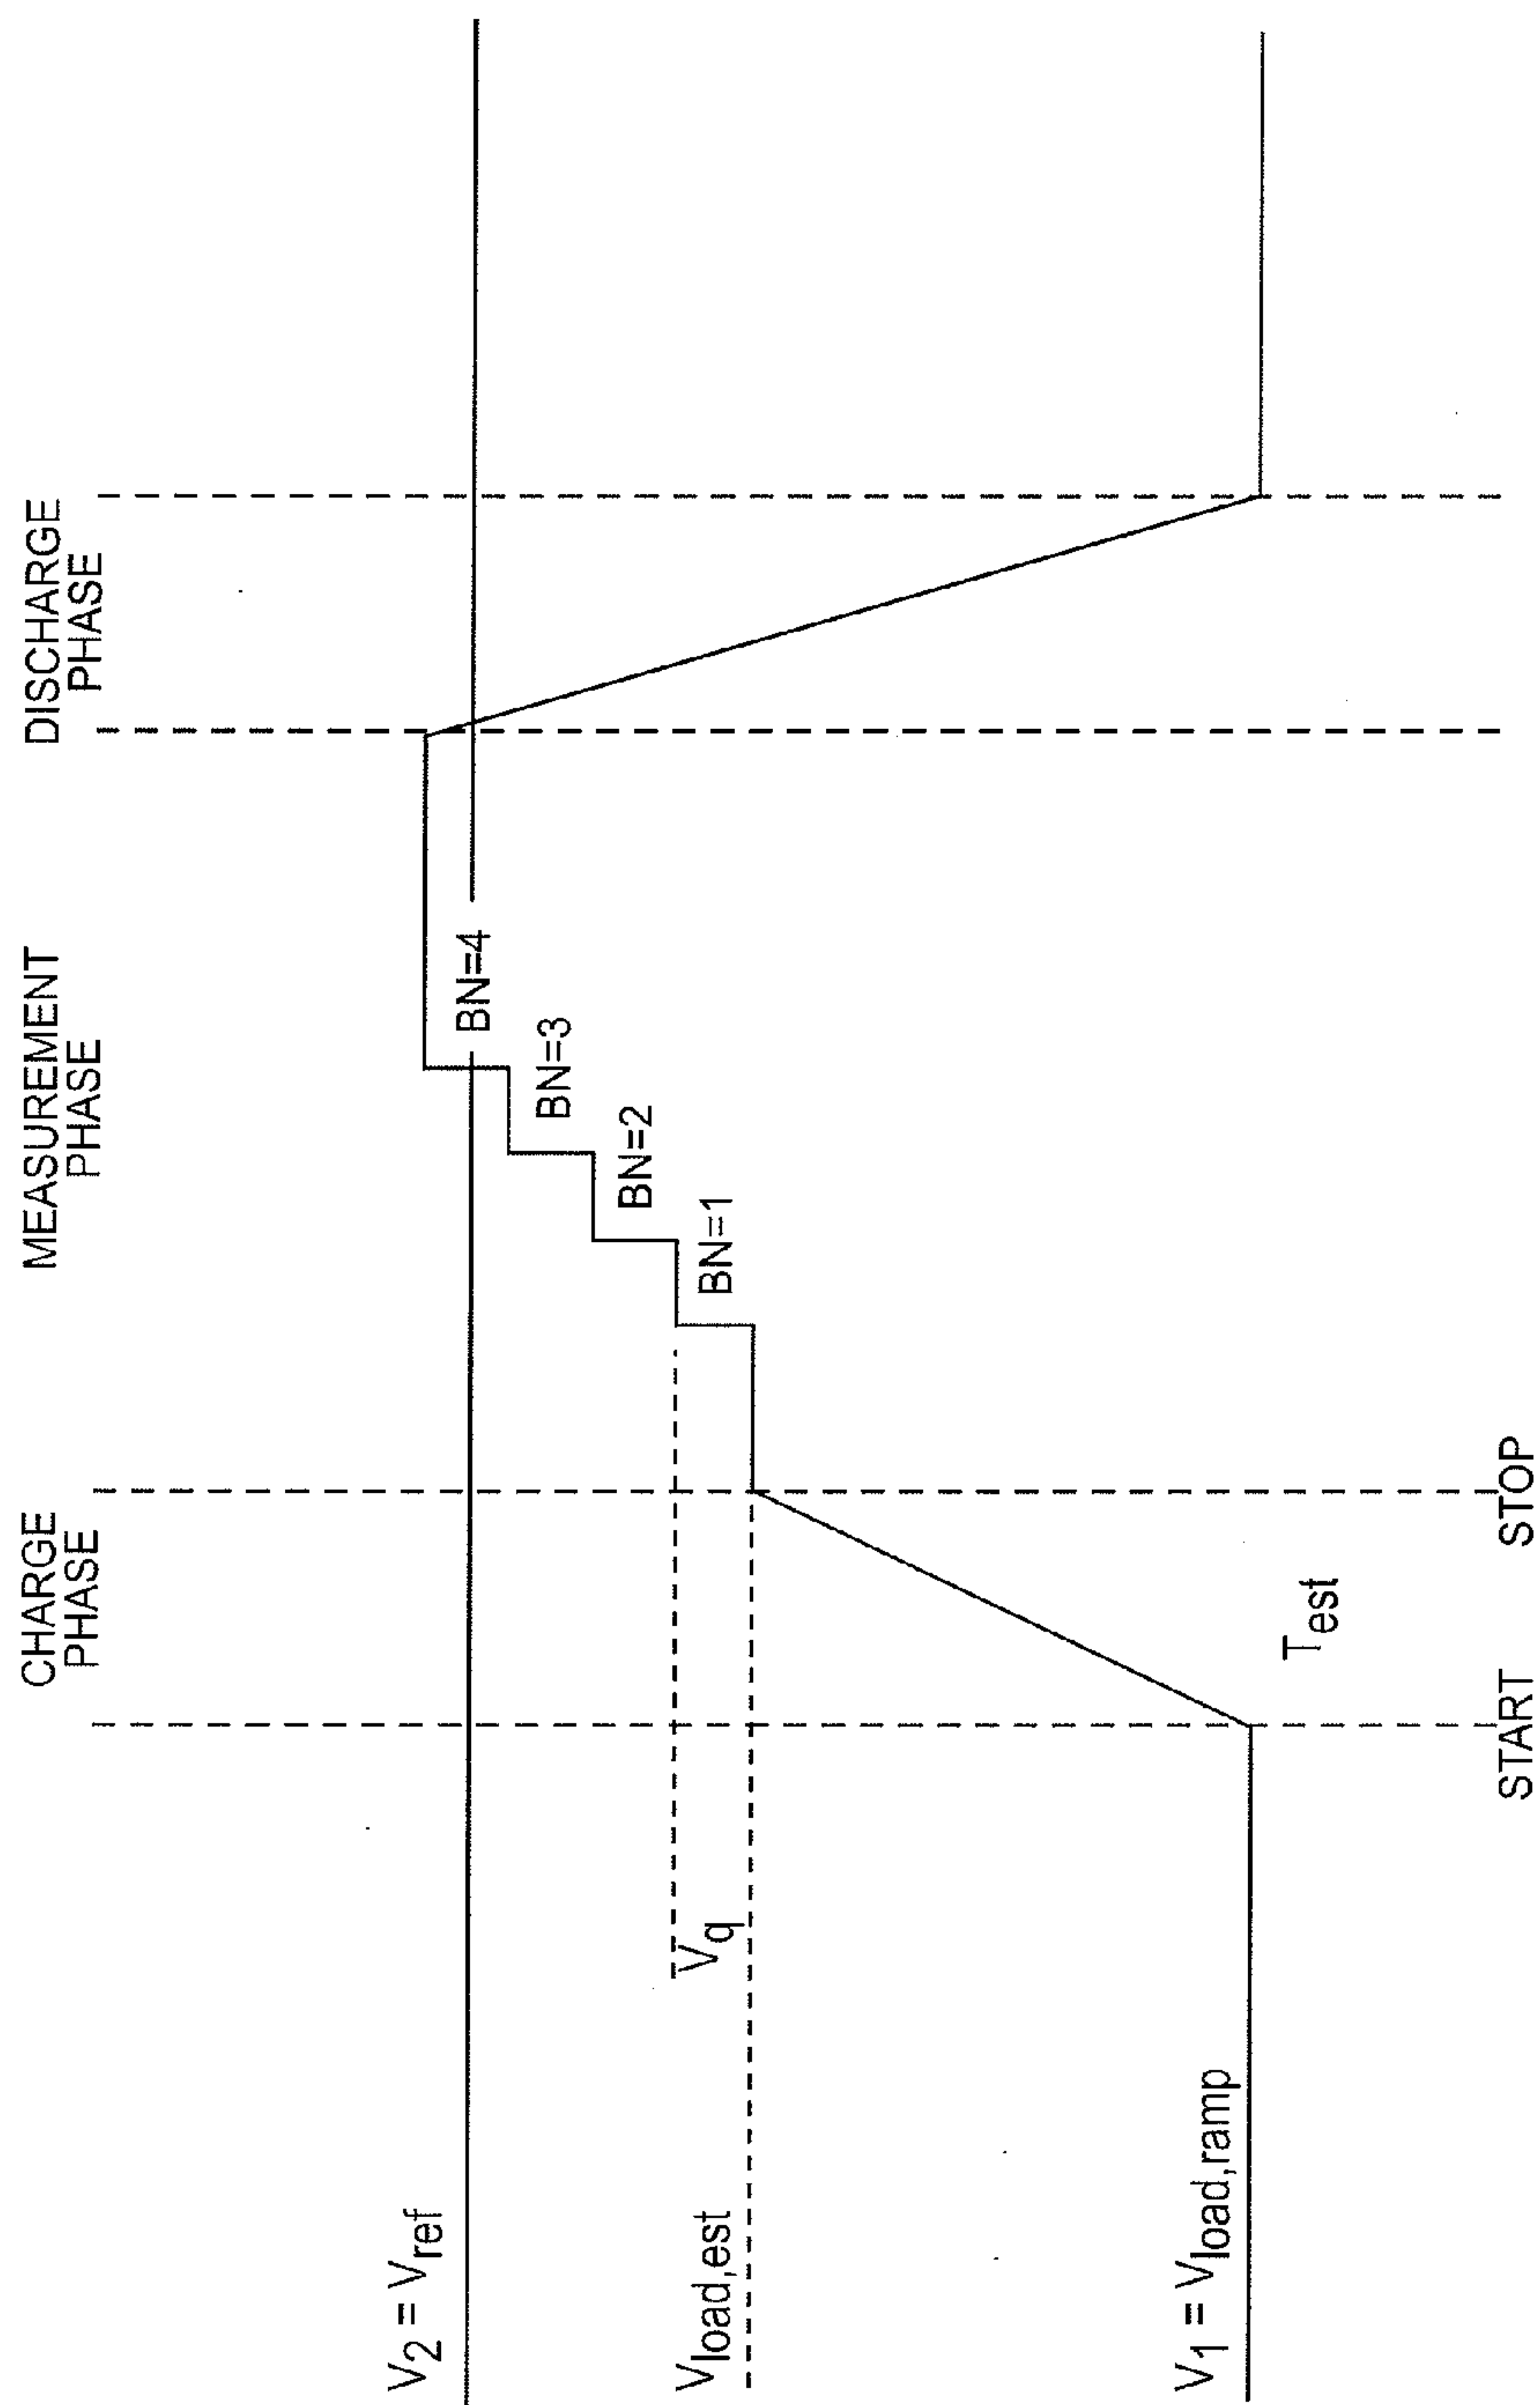 CHARGE
PHASE
MEASUREMENT
PHASE
DISCHARGE
PHASE
V2 = Vref
BN=4
BN=3
BN=2
BN=1
Vq
Vload,est
V1 = Vload,ramp
Test
START
STOP